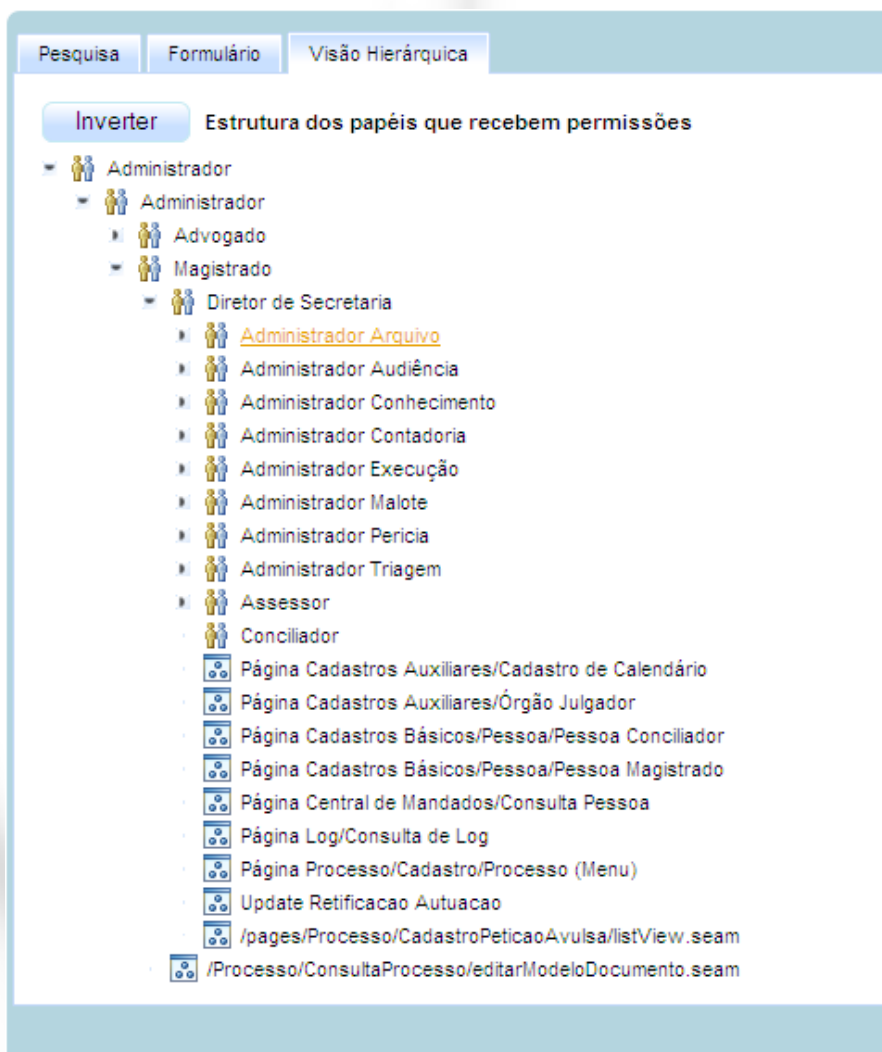 Pesquisa Formulário Visão Hierárquica
Inverter Estrutura dos papéis que recebem permissões
Administrador
Administrador
Advogado
Magistrado
Diretor de Secretaria
Administrador Arquivo
Administrador Audiência
Administrador Conhecimento
Administrador Contadoria
Administrador Execução
Administrador Malote
Administrador Pericia
Administrador Triagem
Assessor
Conciliador
Página Cadastros Auxiliares/Cadastro de Calendário
Página Cadastros Auxiliares/Órgão Julgador
Página Cadastros Básicos/Pessoa/Pessoa Conciliador
Página Cadastros Básicos/Pessoa/Pessoa Magistrado
Página Central de Mandados/Consulta Pessoa
Página Log/Consulta de Log
Página Processo/Cadastro/Processo (Menu)
Update Retificacao Autuacao
/pages/Processo/CadastroPeticaoAvulsa/listView.seam
/Processo/ConsultaProcesso/editarModeloDocumento.seam